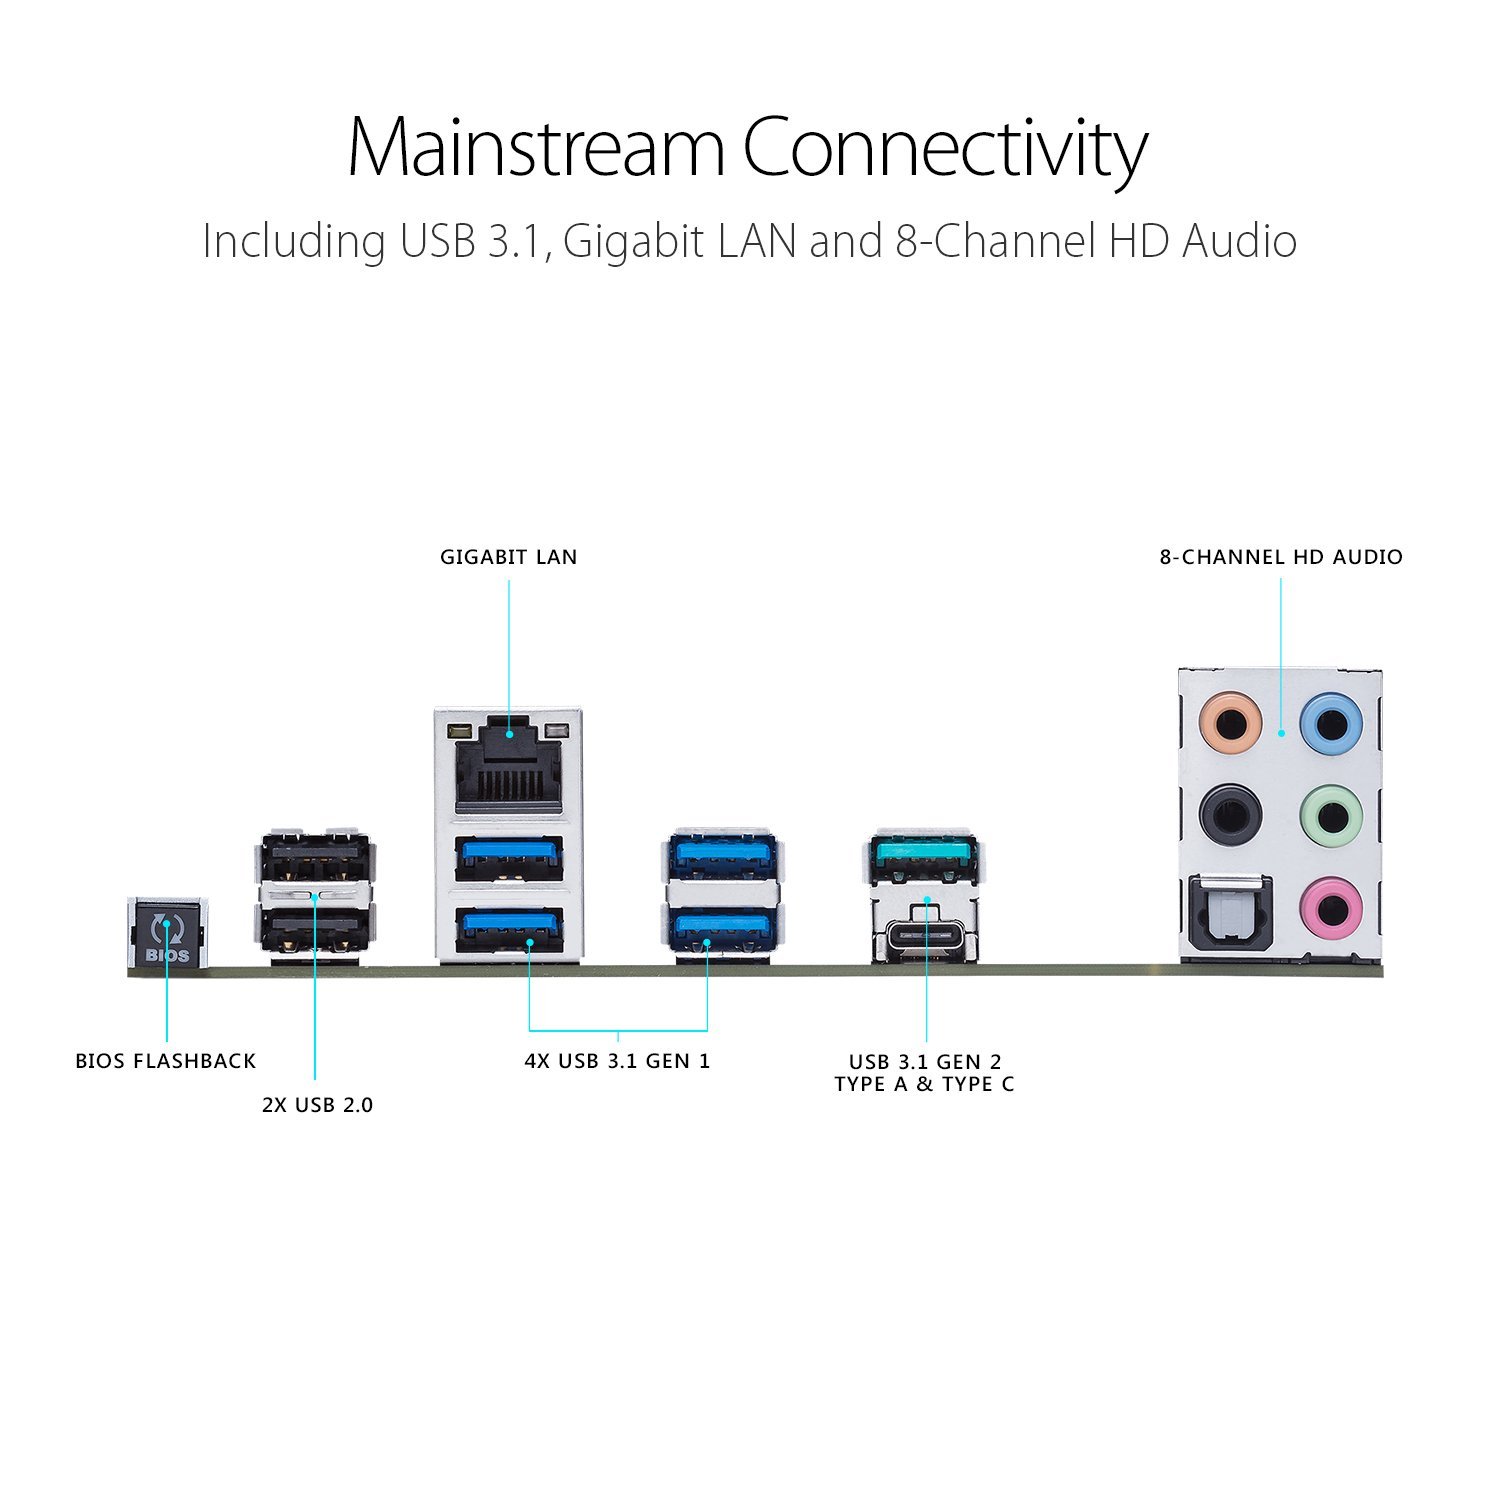 Mainstream Connectivity
Including USB 3.1, Gigabit LAN and 8-Channel HD Audio
GIGABIT LAN
8-CHANNEL HD AUDIO
BIOS
BIOS FLASHBACK
4X USB 3.1 GEN 1
USB 3.1 GEN 2
TYPE A & TYPE C
2X USB 2.0